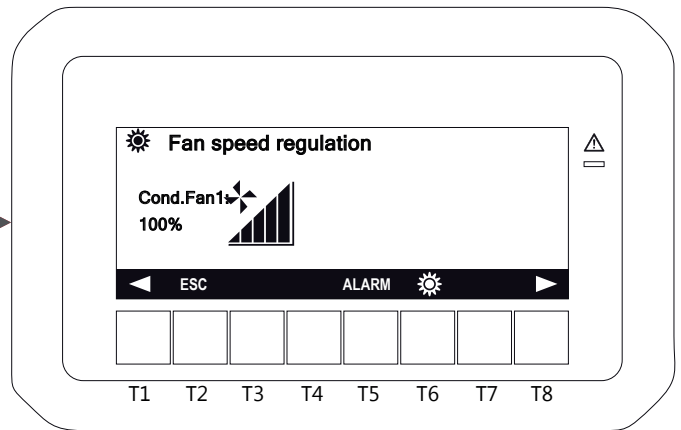 Fan speed regulation
Cond.Fan1:
100%
ESC ALARM
T1 T2 T3 T4 T5 T6 T7 T8